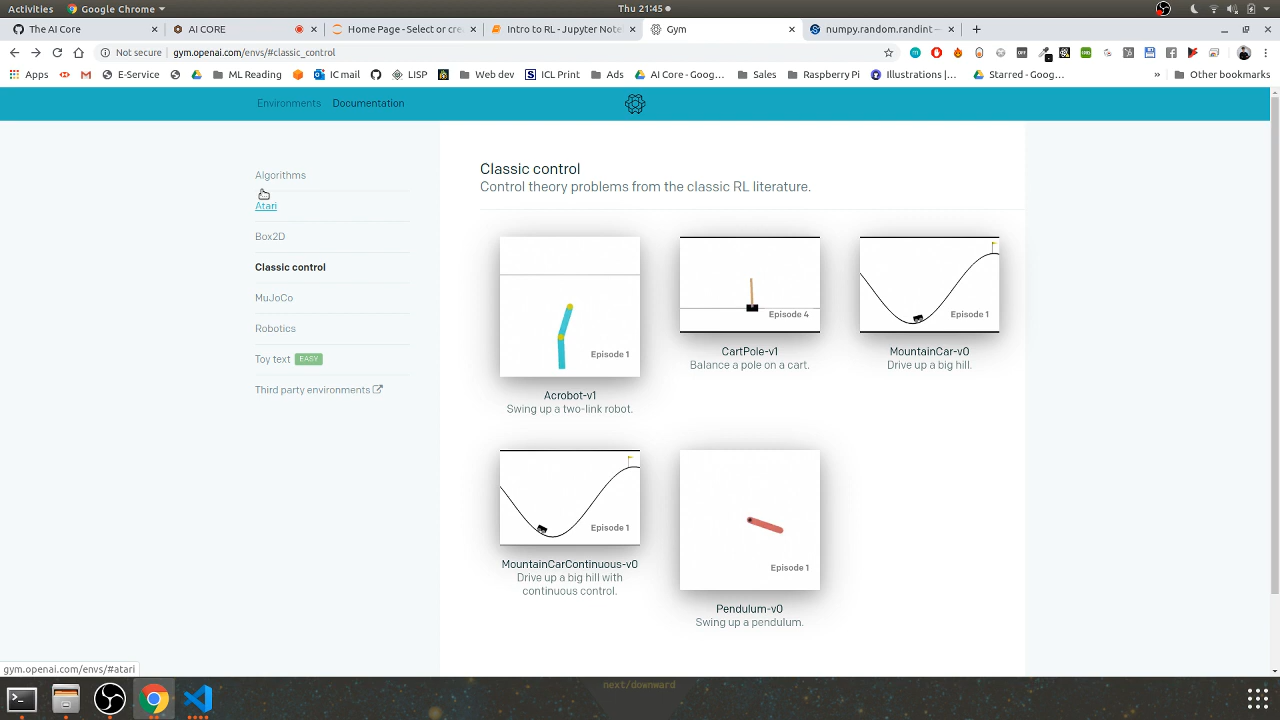 Activities
Google Chrome
Thu 21:45
The AI Core
AI CORE
Home Page - Select or cre
Intro to RL - Jupyter Note
Gym
numpy.random.randint —
Not secure
gym.openai.com/envs/#classic_control
Apps
E-Service
ML Reading
IC mail
LISP
Web dev
ICL Print
Ads
AI Core - Goog...
Sales
Raspberry Pi
Illustrations |...
Starred - Goog...
»
Other bookmarks
Environments
Documentation
Algorithms
Atari
Box2D
Classic control
MuJoCo
Robotics
Toy text EASY
Third party environments
Classic control
Control theory problems from the classic RL literature.
Episode 1
Acrobot-v1
Swing up a two-link robot.
Episode 4
CartPole-v1
Balance a pole on a cart.
Episode 1
MountainCar-v0
Drive up a big hill.
Episode 1
MountainCarContinuous-v0
Drive up a big hill with
continuous control.
Episode 1
Pendulum-v0
Swing up a pendulum.
gym.openai.com/envs/#atari
next/downward